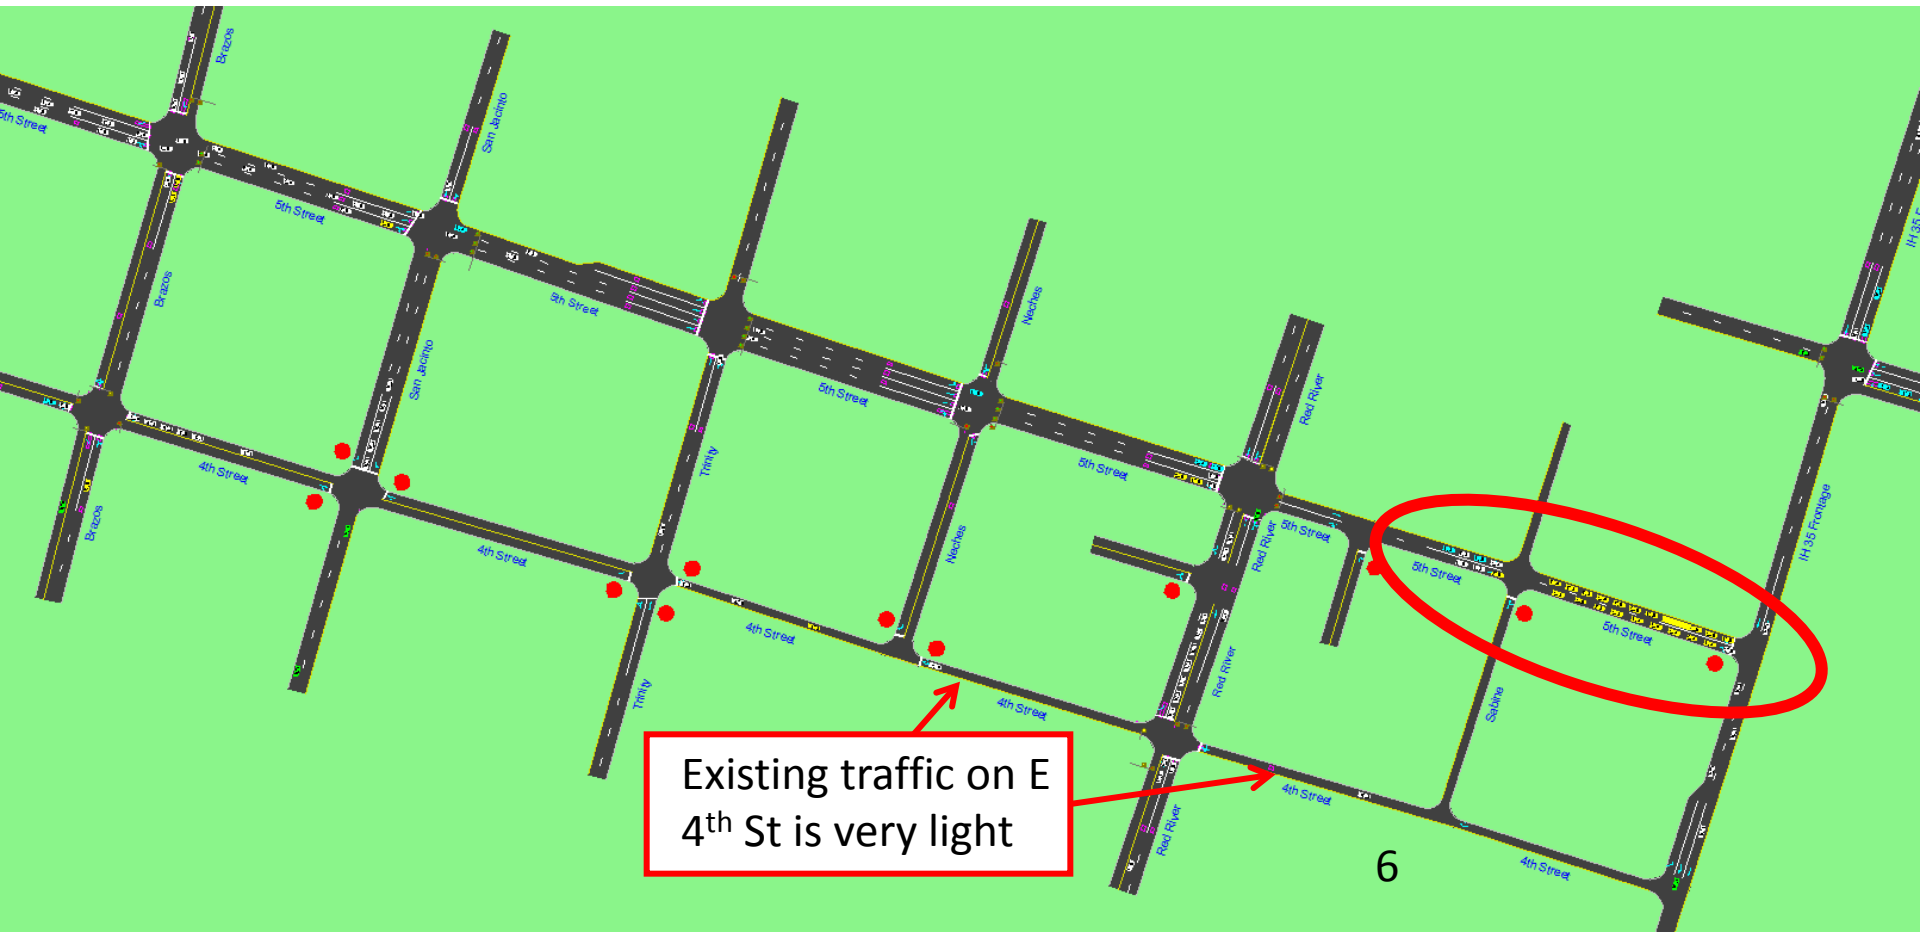 Brazos
5th Street
San Jacinto
5th Street
Brazos
Neches
IH 35 F
5th Street
San Jacinto
5th Street
Red River
Trinity
5th Street
4th Street
Brazos
4th Street
Neches
5th Street
Red River
5th Street
IH 35 Frontage
4th Street
5th Street
Trinity
Red River
Sabine
4th Street
Existing traffic on E
4th St is very light
4th Street
Red River
6
4th Street